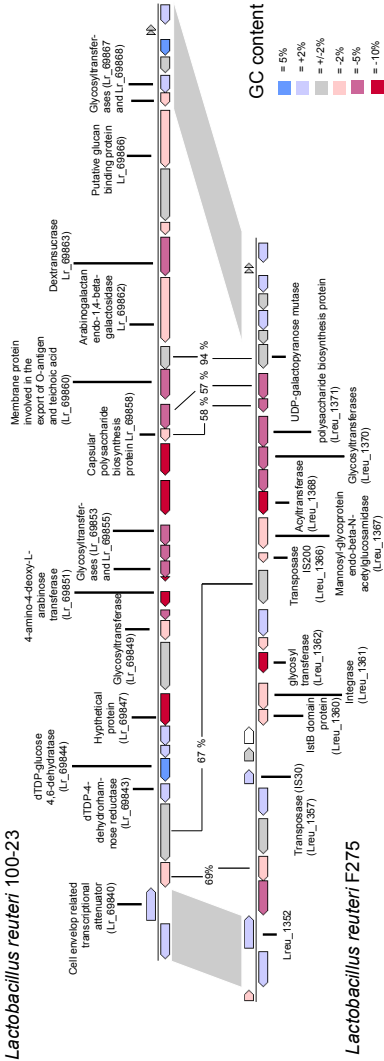 Lactobacillus reuteri 100-23
Cell envelop related
transcriptional
attenuator
(Lr_69840)
dTDP-4-
dehydrorham-
nose reductase
(Lr_69843)
dTDP-glucose
4,6-dehydratase
(Lr_69844)
Hypthetical
protein
(Lr_69847)
Glycosyltransferase
(Lr_69849)
4-amino-4-deoxy-L-
arabinose
transferase
(Lr_69851)
Glycosyltransfer-
ases (Lr_69853
and Lr_69855)
Capsular
polysaccharide
biosynthesis
protein Lr_69858)
Membrane protein
involved in the
export of O-antigen
and teichoic acid
(Lr_69860)
Arabinogalactan
endo-1,4-beta-
galactosidase
(Lr_69862)
Dextransucrase
Lr_69863)
Putative glucan
binding protein
Lr_69866)
Glycosyltransfer-
ases (Lr_69867
and Lr_69868)
69%
67 %
58 %
57 %
94 %
Lreu_1352
Transposase (IS30)
(Lreu_1357)
IstB domain
protein
(Lreu_1360)
Integrase
(Lreu_1361)
glycosyl
transferase
(Lreu_1362)
Transposase
IS200
(Lreu_1366)
Mannosyl-glycoprotein
endo-beta-N-
acetylglucosamidase
(Lreu_1367)
Acyltransferase
(Lreu_1368)
Glycosyltransferases
(Lreu_1370)
polysaccharide biosynthesis protein
(Lreu_1371)
UDP-galactopyranose mutase
Lactobacillus reuteri F275
GC content
= 5%
= +2%
= +/-2%
= -2%
= -5%
= -10%